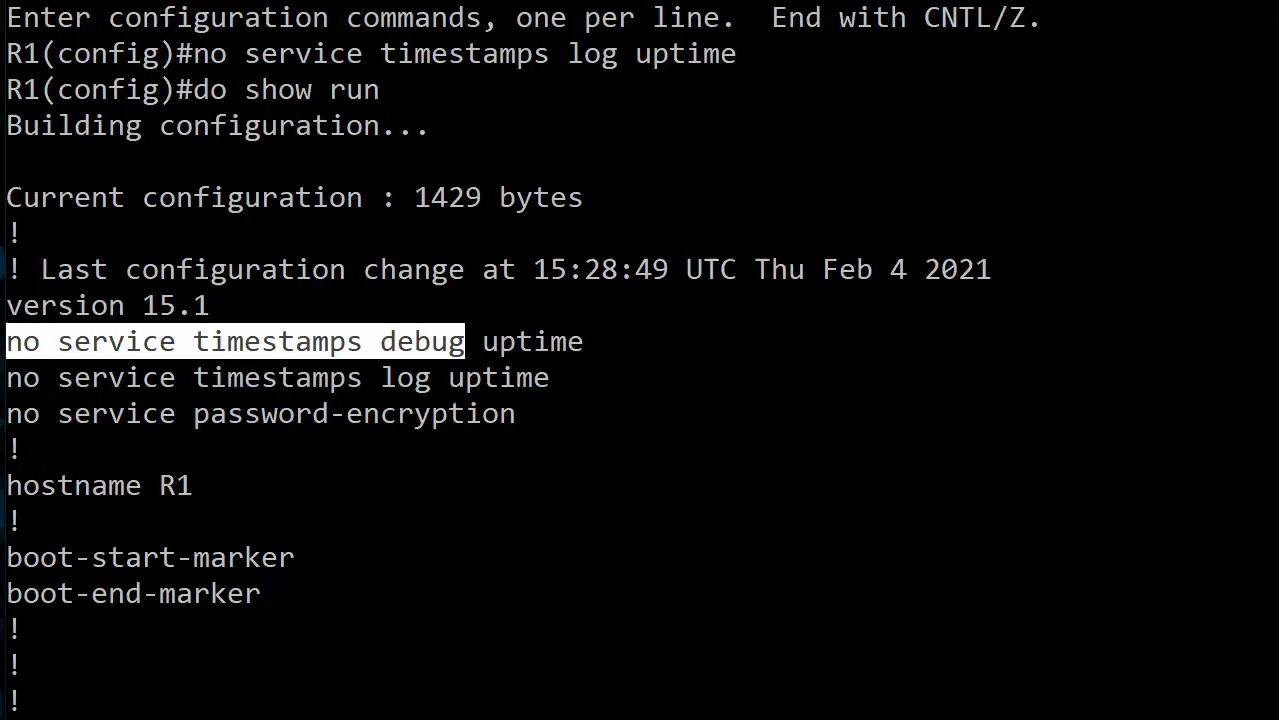 Enter configuration commands, one per line.  End with CNTL/Z.
R1(config)#no service timestamps log uptime
R1(config)#do show run
Building configuration...
Current configuration : 1429 bytes
!
! Last configuration change at 15:28:49 UTC Thu Feb 4 2021
version 15.1
no service timestamps debug uptime
no service timestamps log uptime
no service password-encryption
!
hostname R1
!
boot-start-marker
boot-end-marker
!
!
!